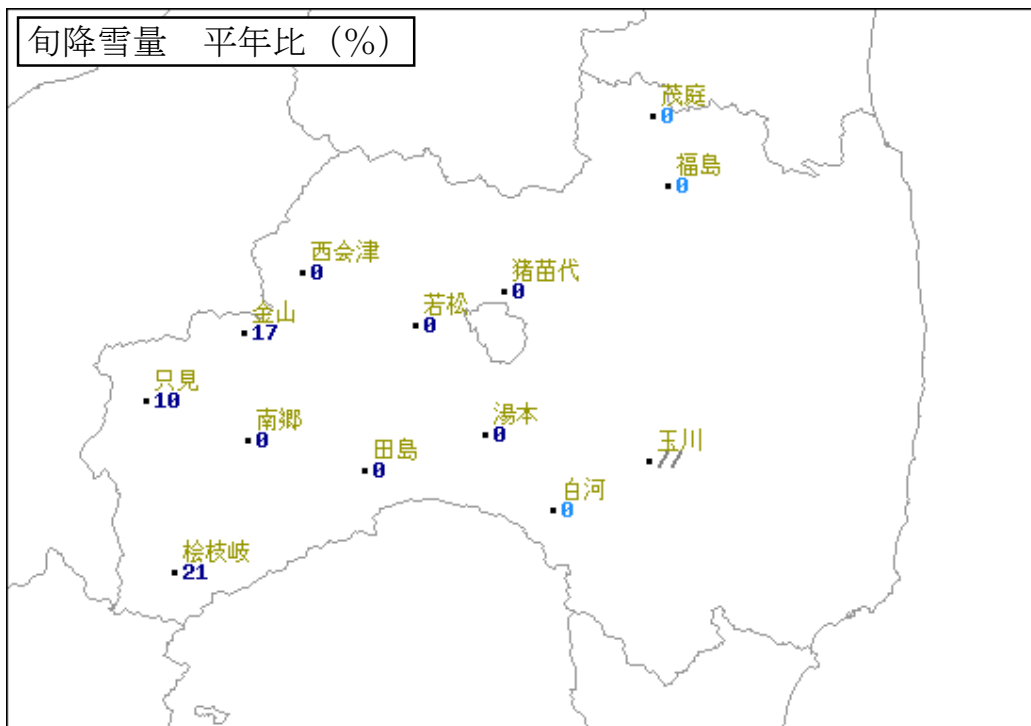 旬降雪量　平年比（%）
茂庭
0
福島
0
西会津
0
猪苗代
0
若松
0
金山
17
只見
10
南郷
0
湯本
0
田島
0
玉川
//
白河
0
桧枝岐
21